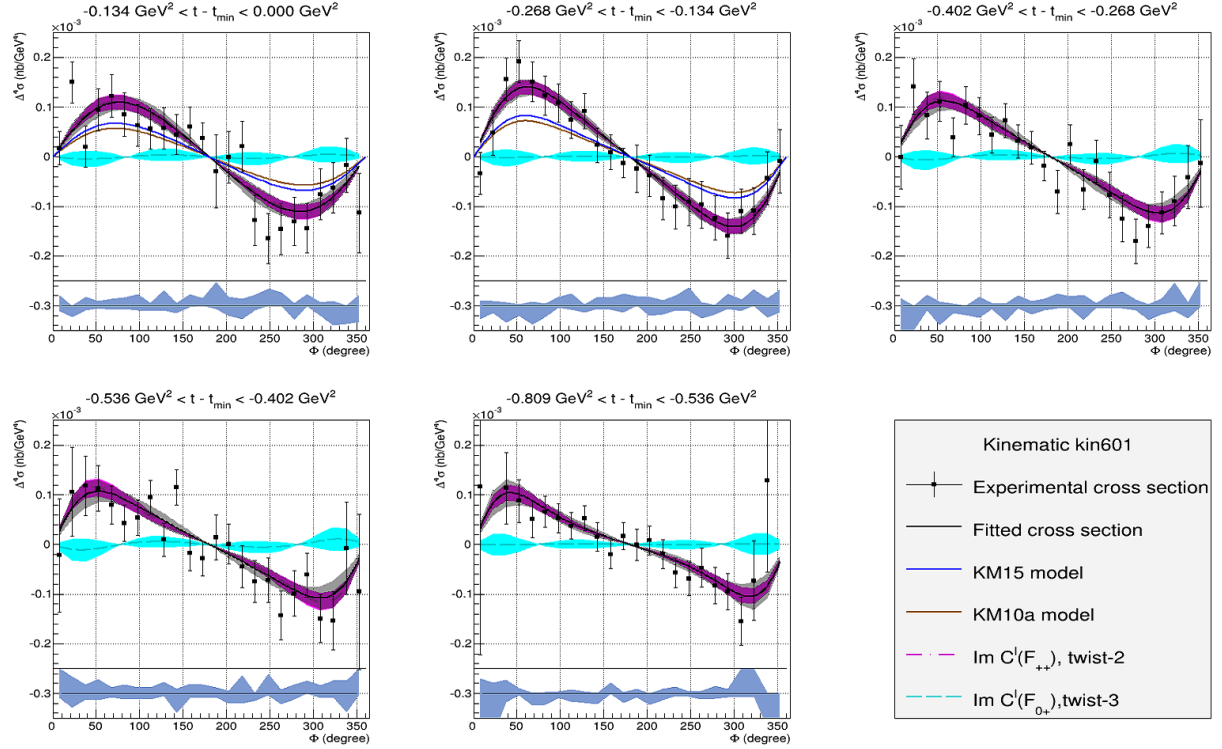 -0.134 GeV² < t - t_min < 0.000 GeV²
×10⁻³
Δ⁴σ (nb/GeV⁴)
0.2
0.1
0
-0.1
-0.2
-0.3
0 50 100 150 200 250 300 350
Φ (degree)
-0.268 GeV² < t - t_min < -0.134 GeV²
×10⁻³
Δ⁴σ (nb/GeV⁴)
0.2
0.1
0
-0.1
-0.2
-0.3
0 50 100 150 200 250 300 350
Φ (degree)
-0.402 GeV² < t - t_min < -0.268 GeV²
×10⁻³
Δ⁴σ (nb/GeV⁴)
0.2
0.1
0
-0.1
-0.2
-0.3
0 50 100 150 200 250 300 350
Φ (degree)
-0.536 GeV² < t - t_min < -0.402 GeV²
×10⁻³
Δ⁴σ (nb/GeV⁴)
0.2
0.1
0
-0.1
-0.2
-0.3
0 50 100 150 200 250 300 350
Φ (degree)
-0.809 GeV² < t - t_min < -0.536 GeV²
×10⁻³
Δ⁴σ (nb/GeV⁴)
0.2
0.1
0
-0.1
-0.2
-0.3
0 50 100 150 200 250 300 350
Φ (degree)
Kinematic kin601
Experimental cross section
Fitted cross section
KM15 model
KM10a model
Im C^I(F_++), twist-2
Im C^I(F_0+),twist-3